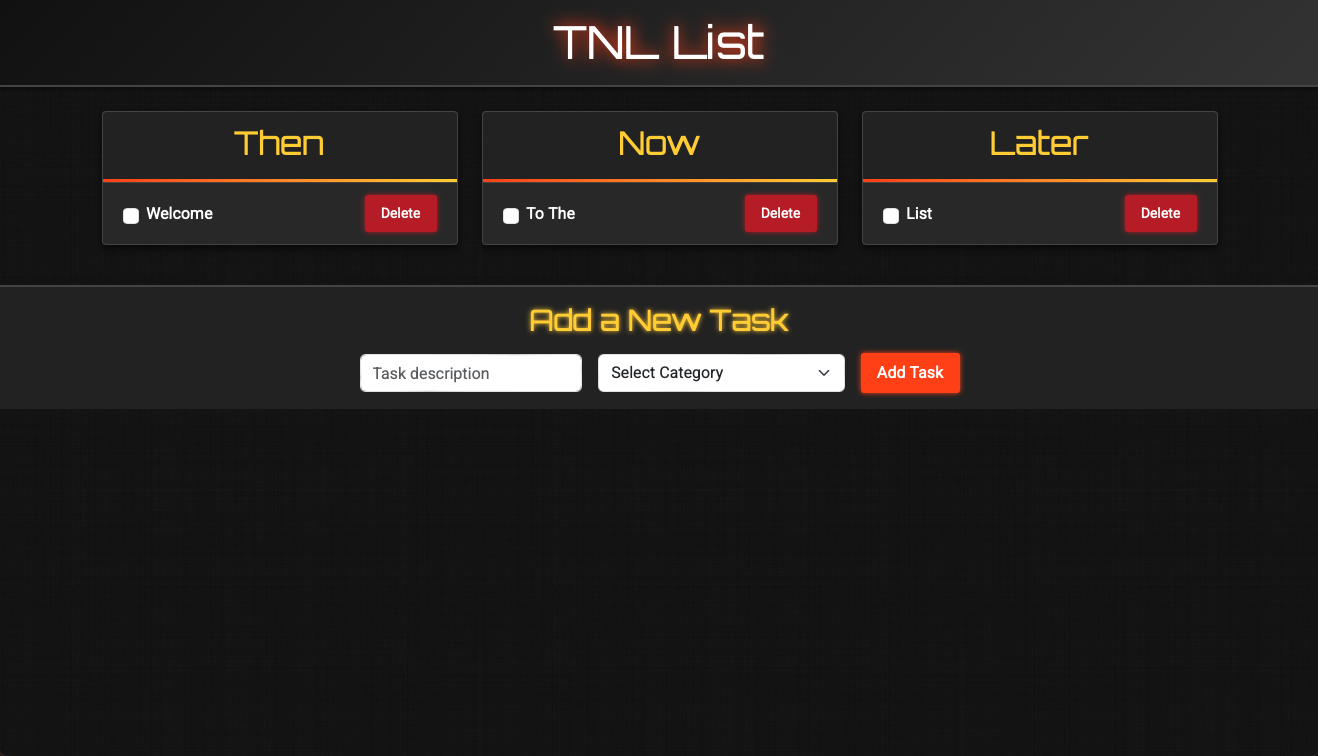 TNL List
Then
Welcome
Delete
Now
To The
Delete
Later
List
Delete
Add a New Task
Task description
Select Category
Add Task